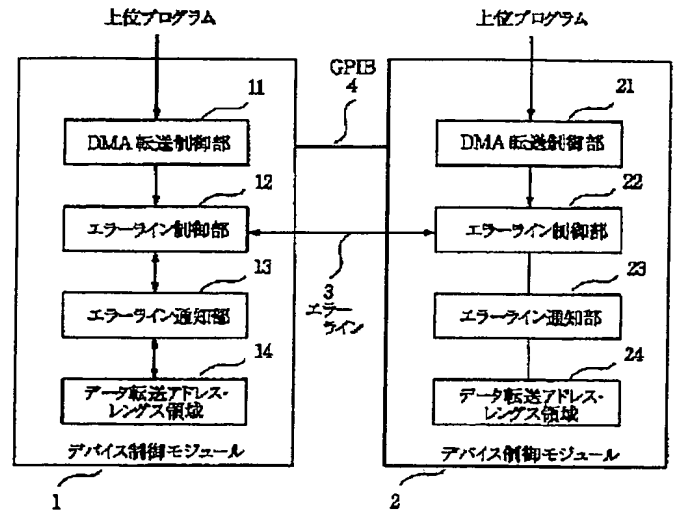 上位プログラム
上位プログラム
GPIB
4
11
DMA 転送制御部
21
DMA 転送制御部
12
エラーライン制御部
22
エラーライン制御部
3
エラー
ライン
13
エラーライン通知部
23
エラーライン通知部
14
データ転送アドレス・
レングス領域
24
データ転送アドレス・
レングス領域
デバイス制御モジュール
デバイス制御モジュール
1
2